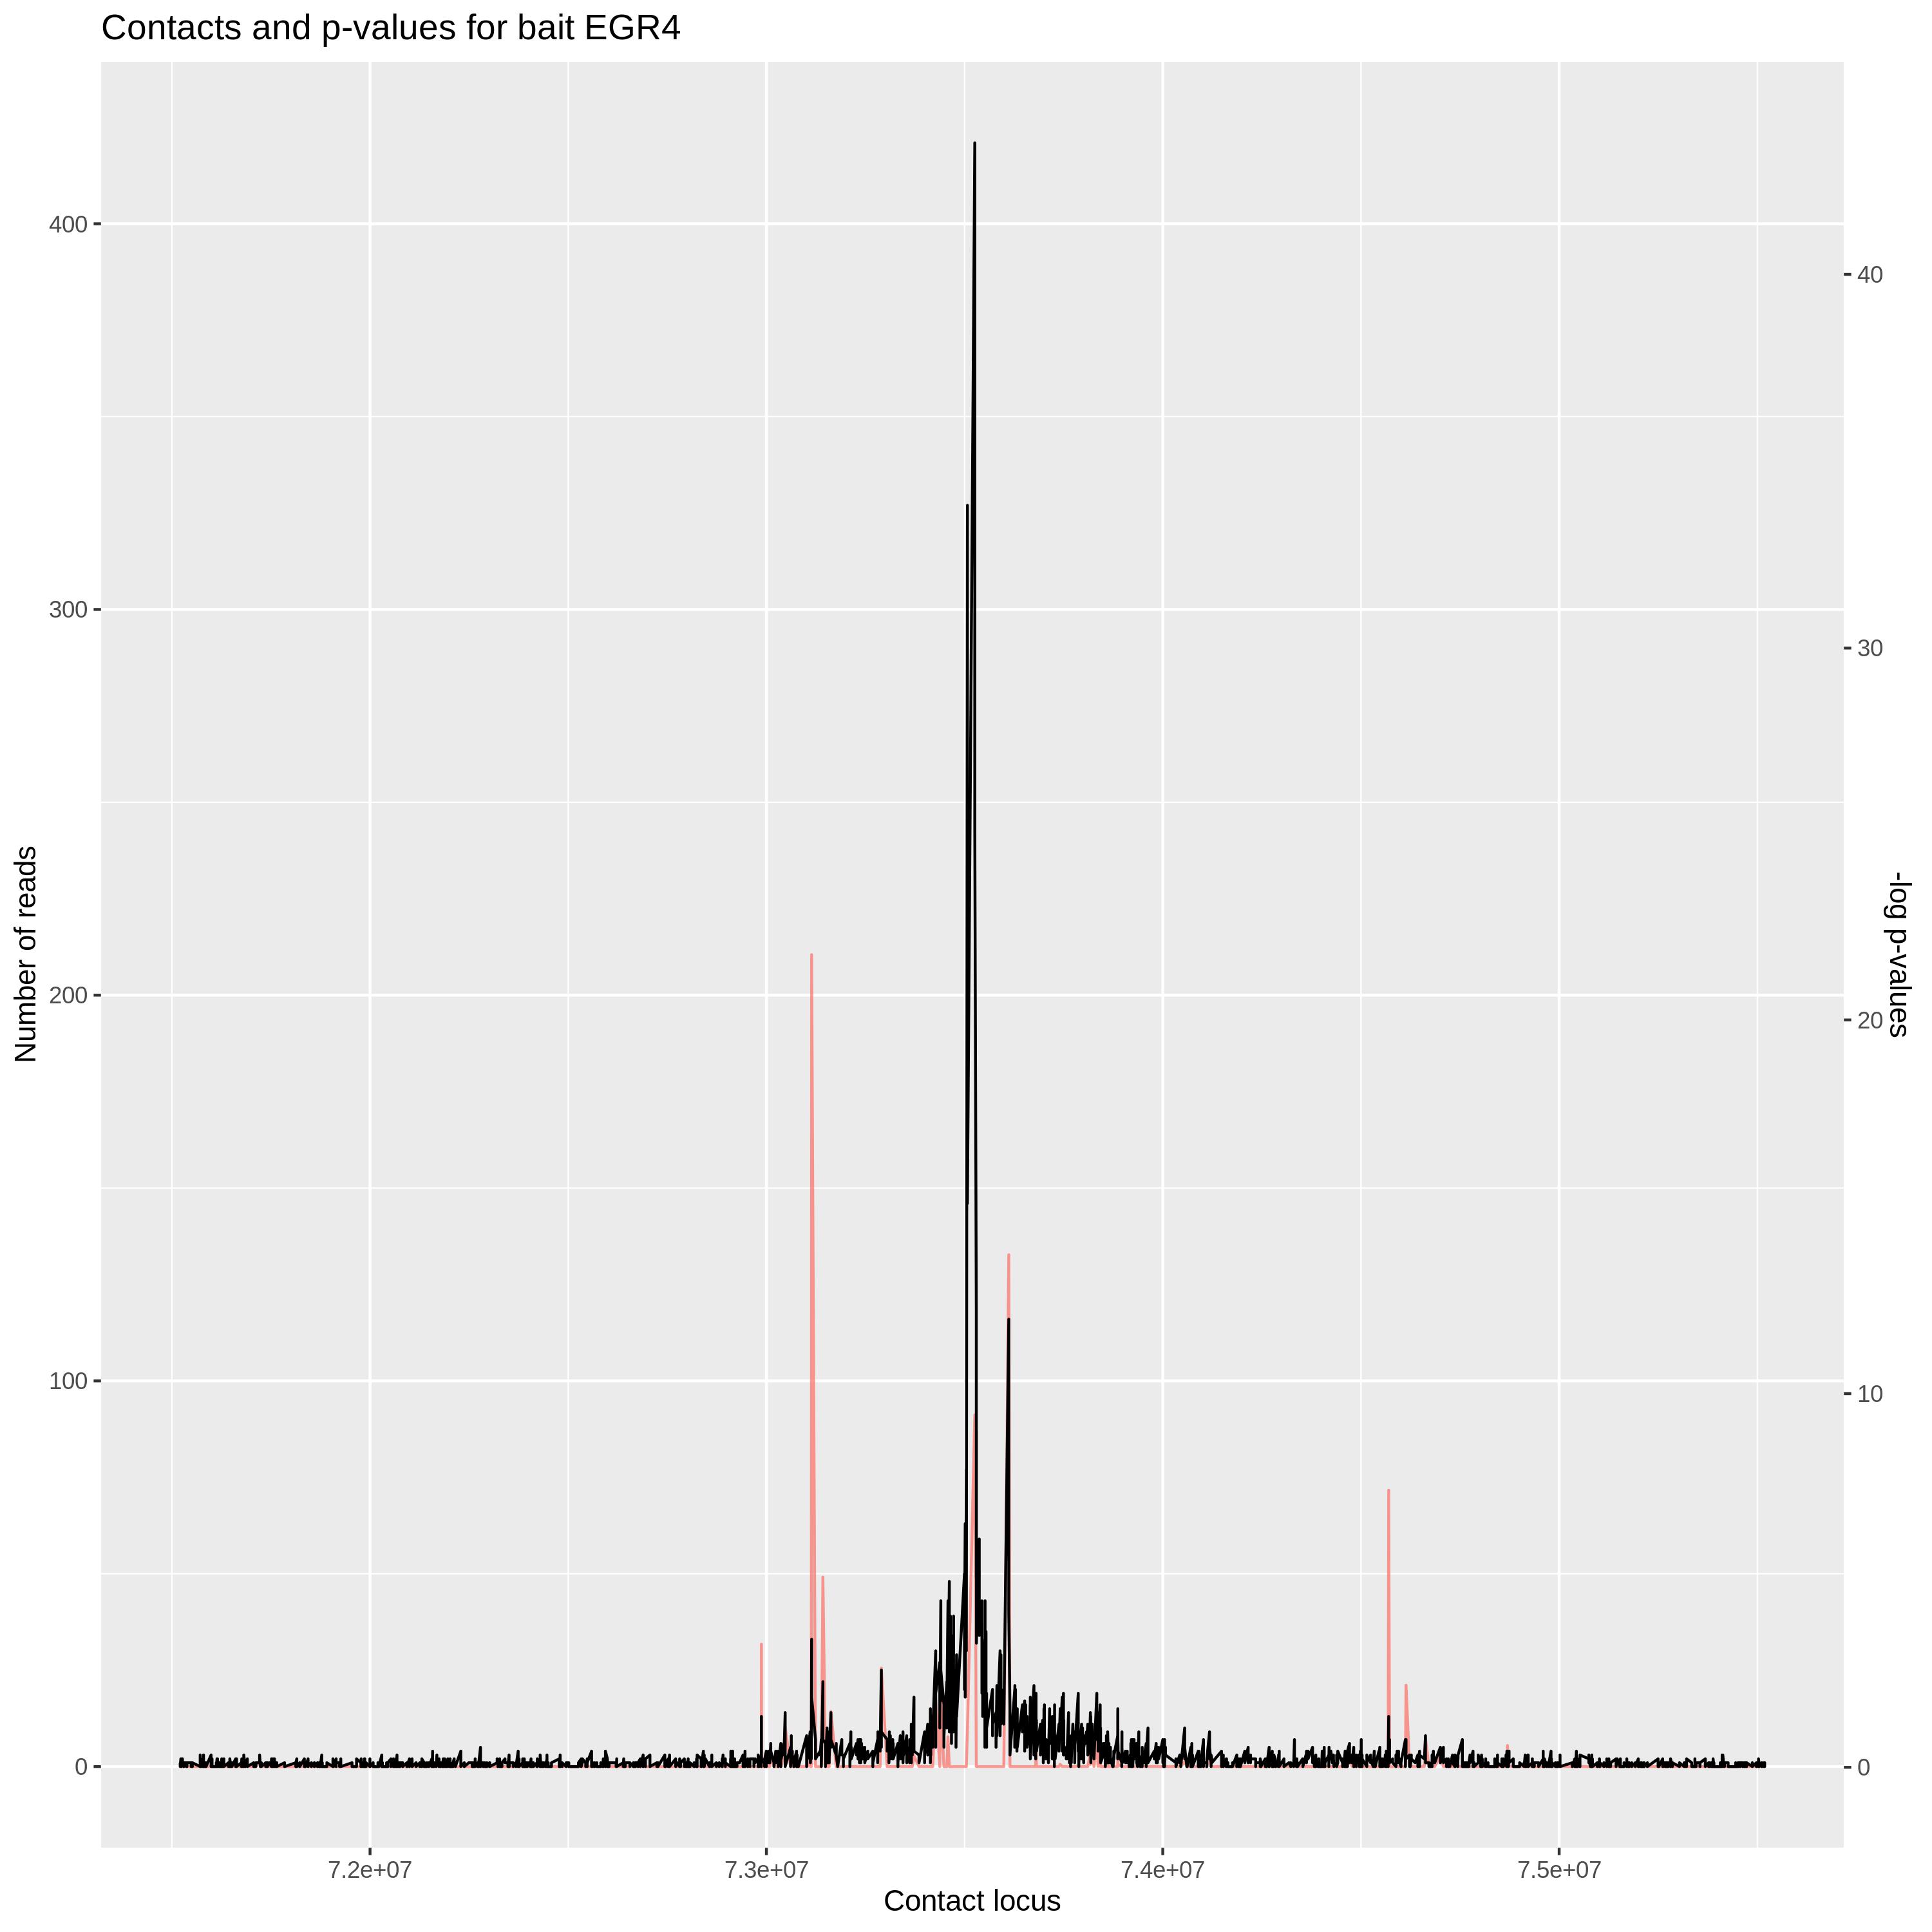 Contacts and p-values for bait EGR4
400
300
200
100
0
Number of reads
40
30
20
10
0
-log p-values
7.2e+07
7.3e+07
7.4e+07
7.5e+07
Contact locus